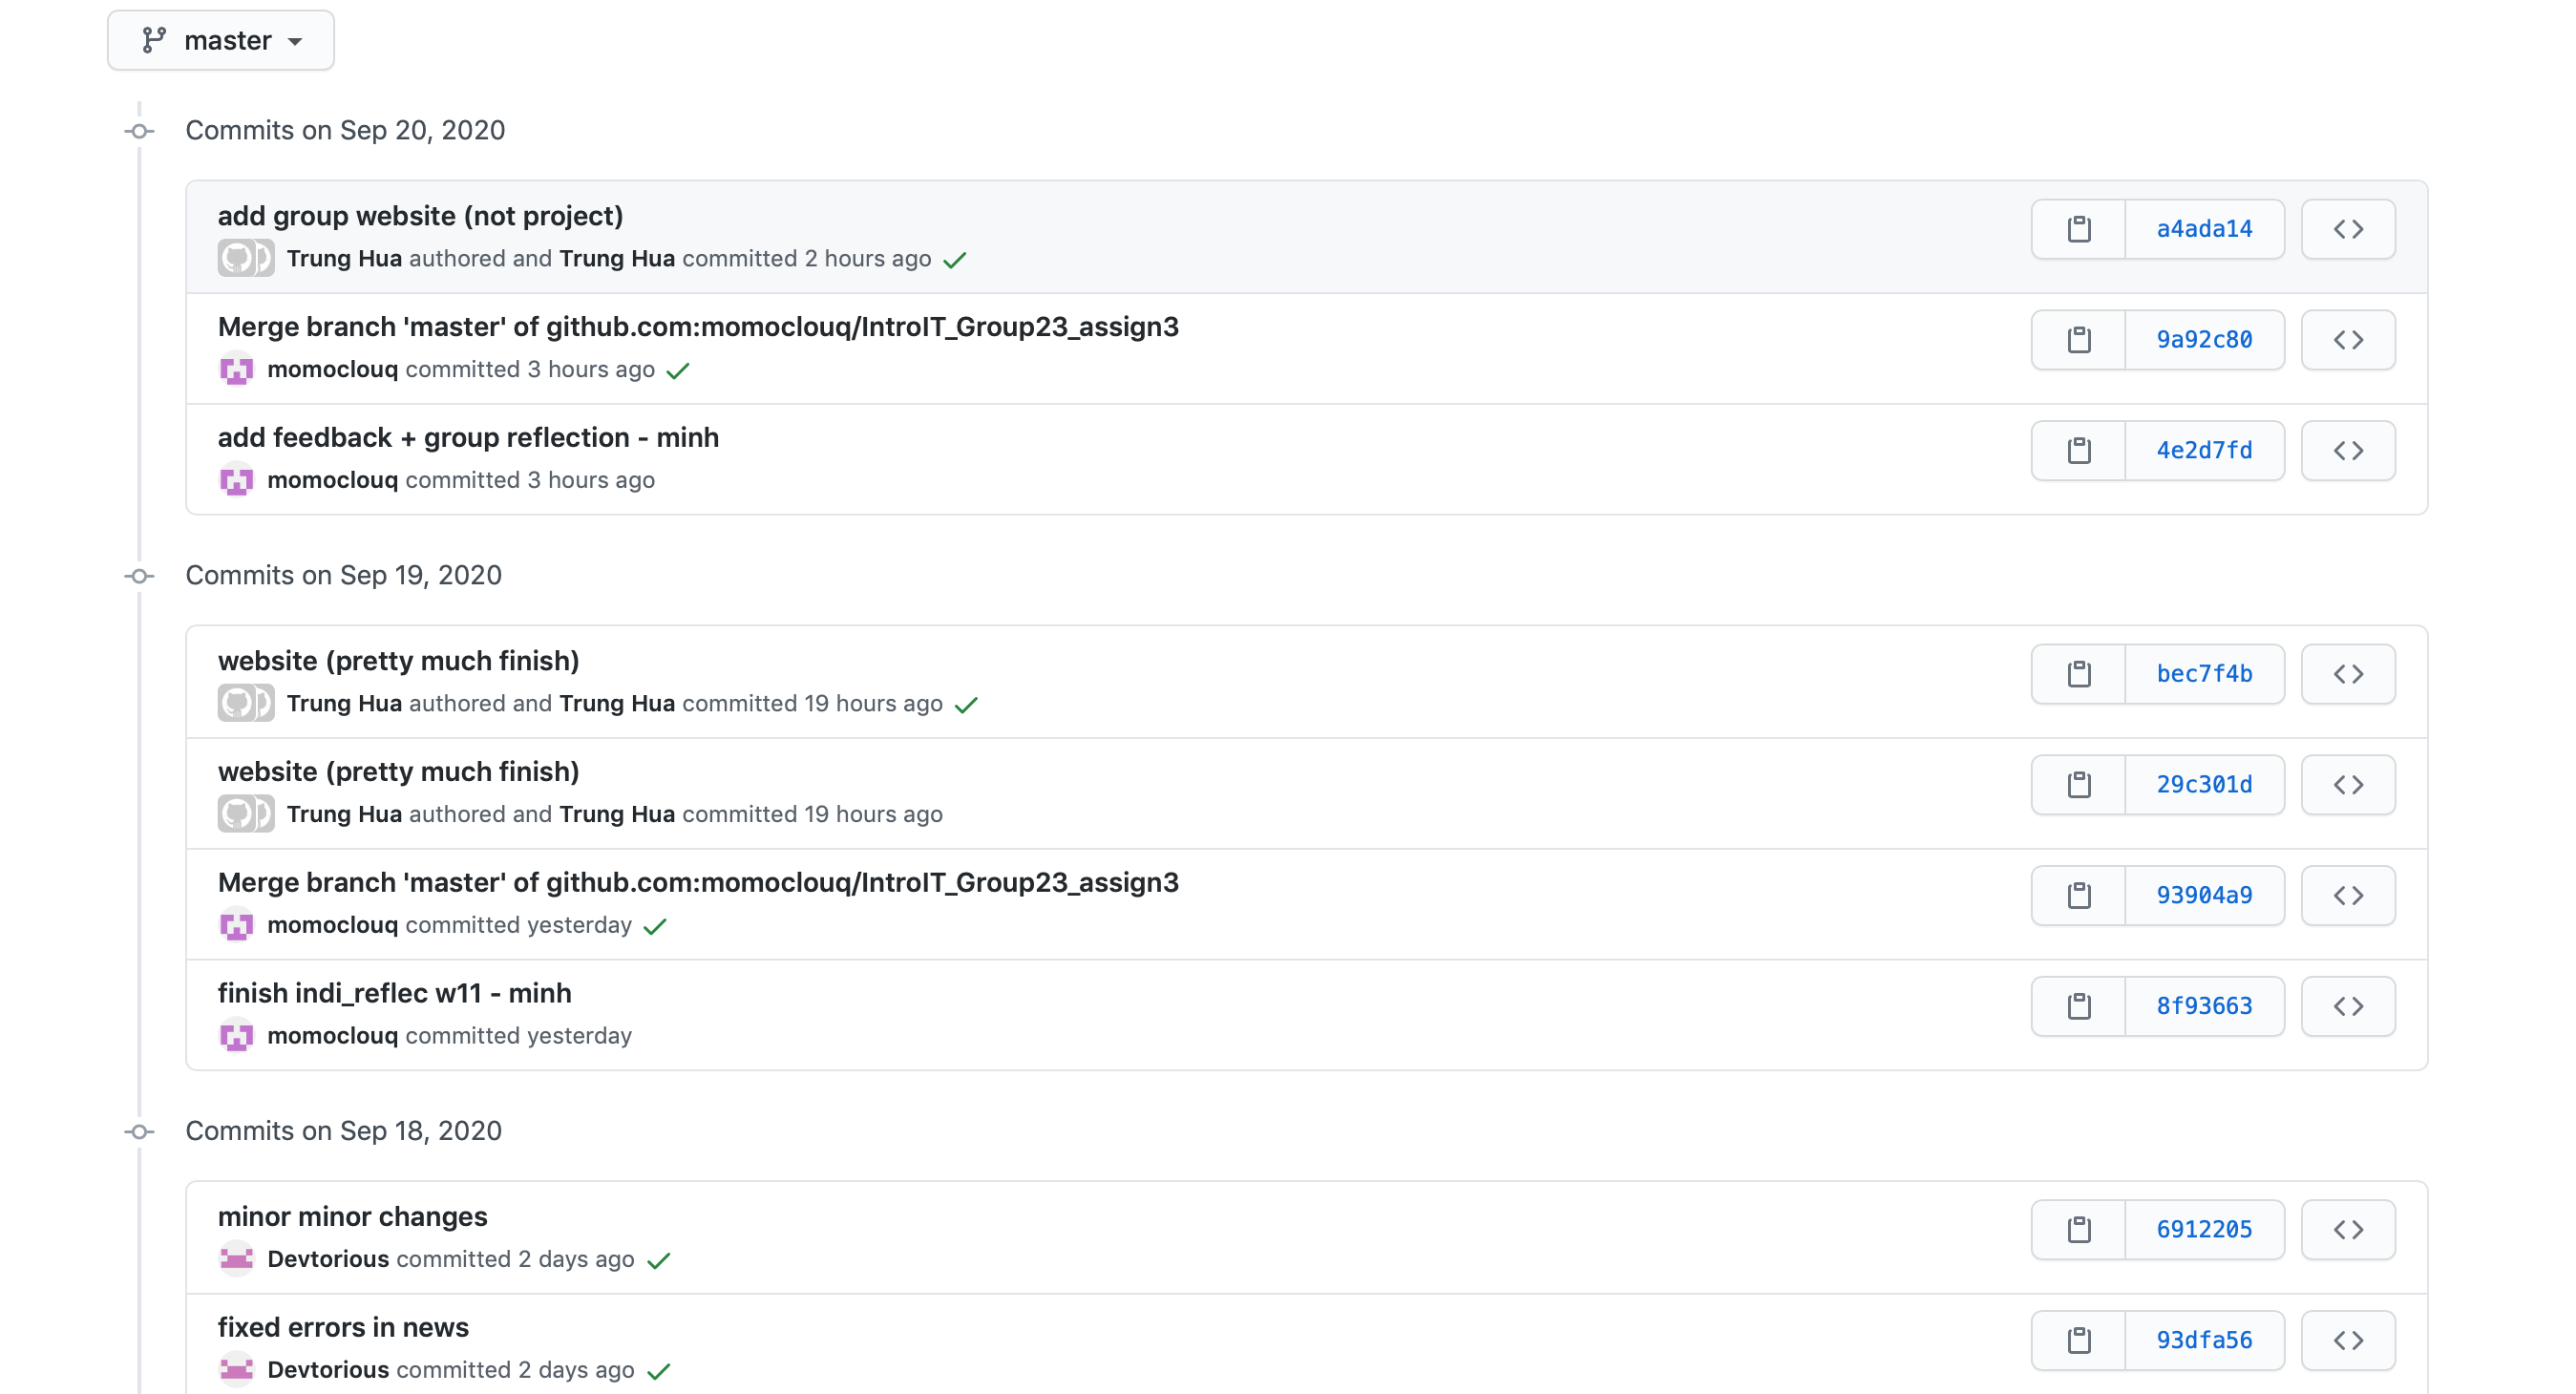 master
Commits on Sep 20, 2020
add group website (not project)
Trung Hua authored and Trung Hua committed 2 hours ago
a4ada14
Merge branch 'master' of github.com:momoclouq/IntroIT_Group23_assign3
momoclouq committed 3 hours ago
9a92c80
add feedback + group reflection - minh
momoclouq committed 3 hours ago
4e2d7fd
Commits on Sep 19, 2020
website (pretty much finish)
Trung Hua authored and Trung Hua committed 19 hours ago
bec7f4b
website (pretty much finish)
Trung Hua authored and Trung Hua committed 19 hours ago
29c301d
Merge branch 'master' of github.com:momoclouq/IntroIT_Group23_assign3
momoclouq committed yesterday
93904a9
finish indi_reflec w11 - minh
momoclouq committed yesterday
8f93663
Commits on Sep 18, 2020
minor minor changes
Devtorious committed 2 days ago
6912205
fixed errors in news
Devtorious committed 2 days ago
93dfa56